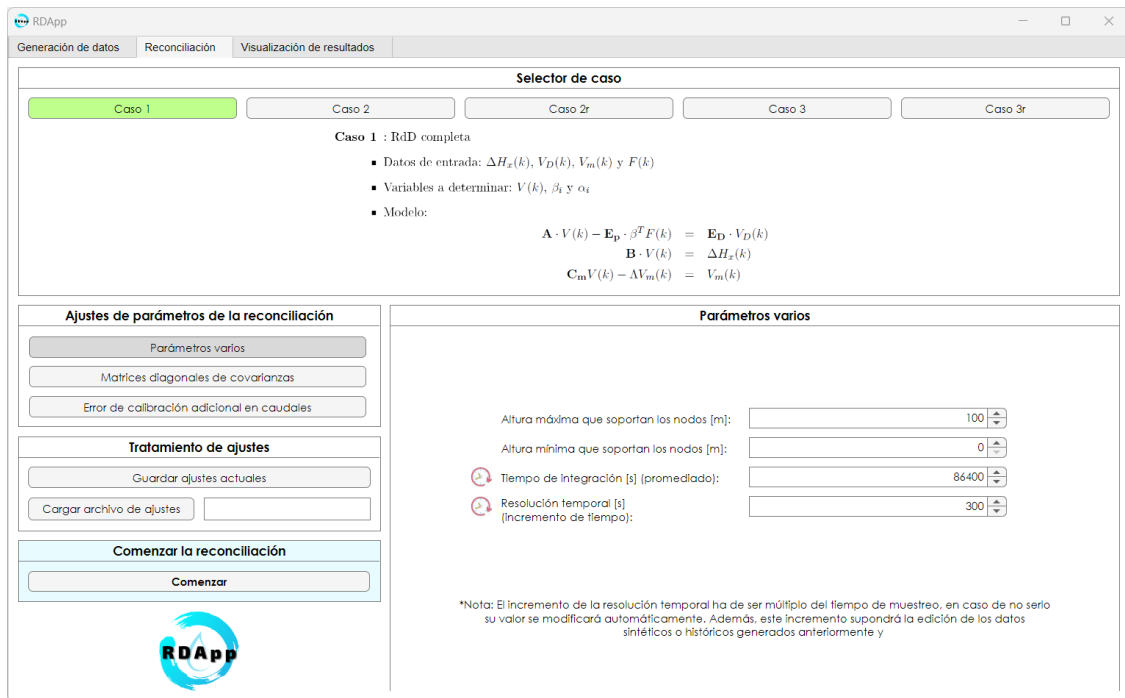 RDApp
Generación de datos Reconciliación Visualización de resultados
Selector de caso
Caso 1 Caso 2 Caso 2r Caso 3 Caso 3r
Caso 1 : RdD completa
▪ Datos de entrada: ΔHₓ(k), V_D(k), V_m(k) y F(k)
▪ Variables a determinar: V(k), β_i y α_i
▪ Modelo:
A · V(k) − E_p · β^T F(k) = E_D · V_D(k)
B · V(k) = ΔHₓ(k)
C_m V(k) − ΛV_m(k) = V_m(k)
Ajustes de parámetros de la reconciliación
Parámetros varios
Matrices diagonales de covarianzas
Error de calibración adicional en caudales
Tratamiento de ajustes
Guardar ajustes actuales
Cargar archivo de ajustes
Comenzar la reconciliación
Comenzar
RDApp
Parámetros varios
Altura máxima que soportan los nodos [m]: 100
Altura mínima que soportan los nodos [m]: 0
Tiempo de integración [s] (promediado): 86400
Resolución temporal [s]
(incremento de tiempo): 300
*Nota: El incremento de la resolución temporal ha de ser múltiplo del tiempo de muestreo, en caso de no serlo
su valor se modificará automáticamente. Además, este incremento supondrá la edición de los datos
sintéticos o históricos generados anteriormente y